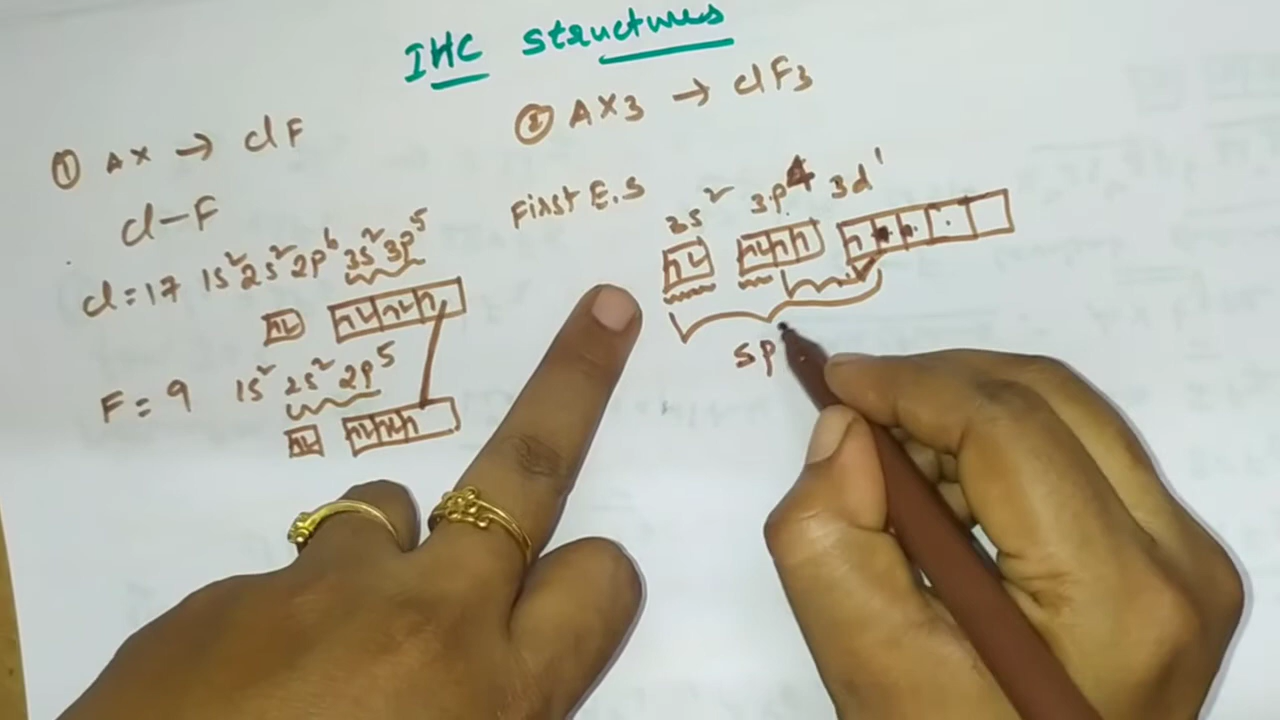 IHC structures
① AX → ClF
Cl-F
Cl = 17 1s² 2s² 2p⁶ 3s² 3p⁵
F = 9 1s² 2s² 2p⁵
② AX3 → ClF3
First E.S
3s² 3p⁴ 3d¹
sp